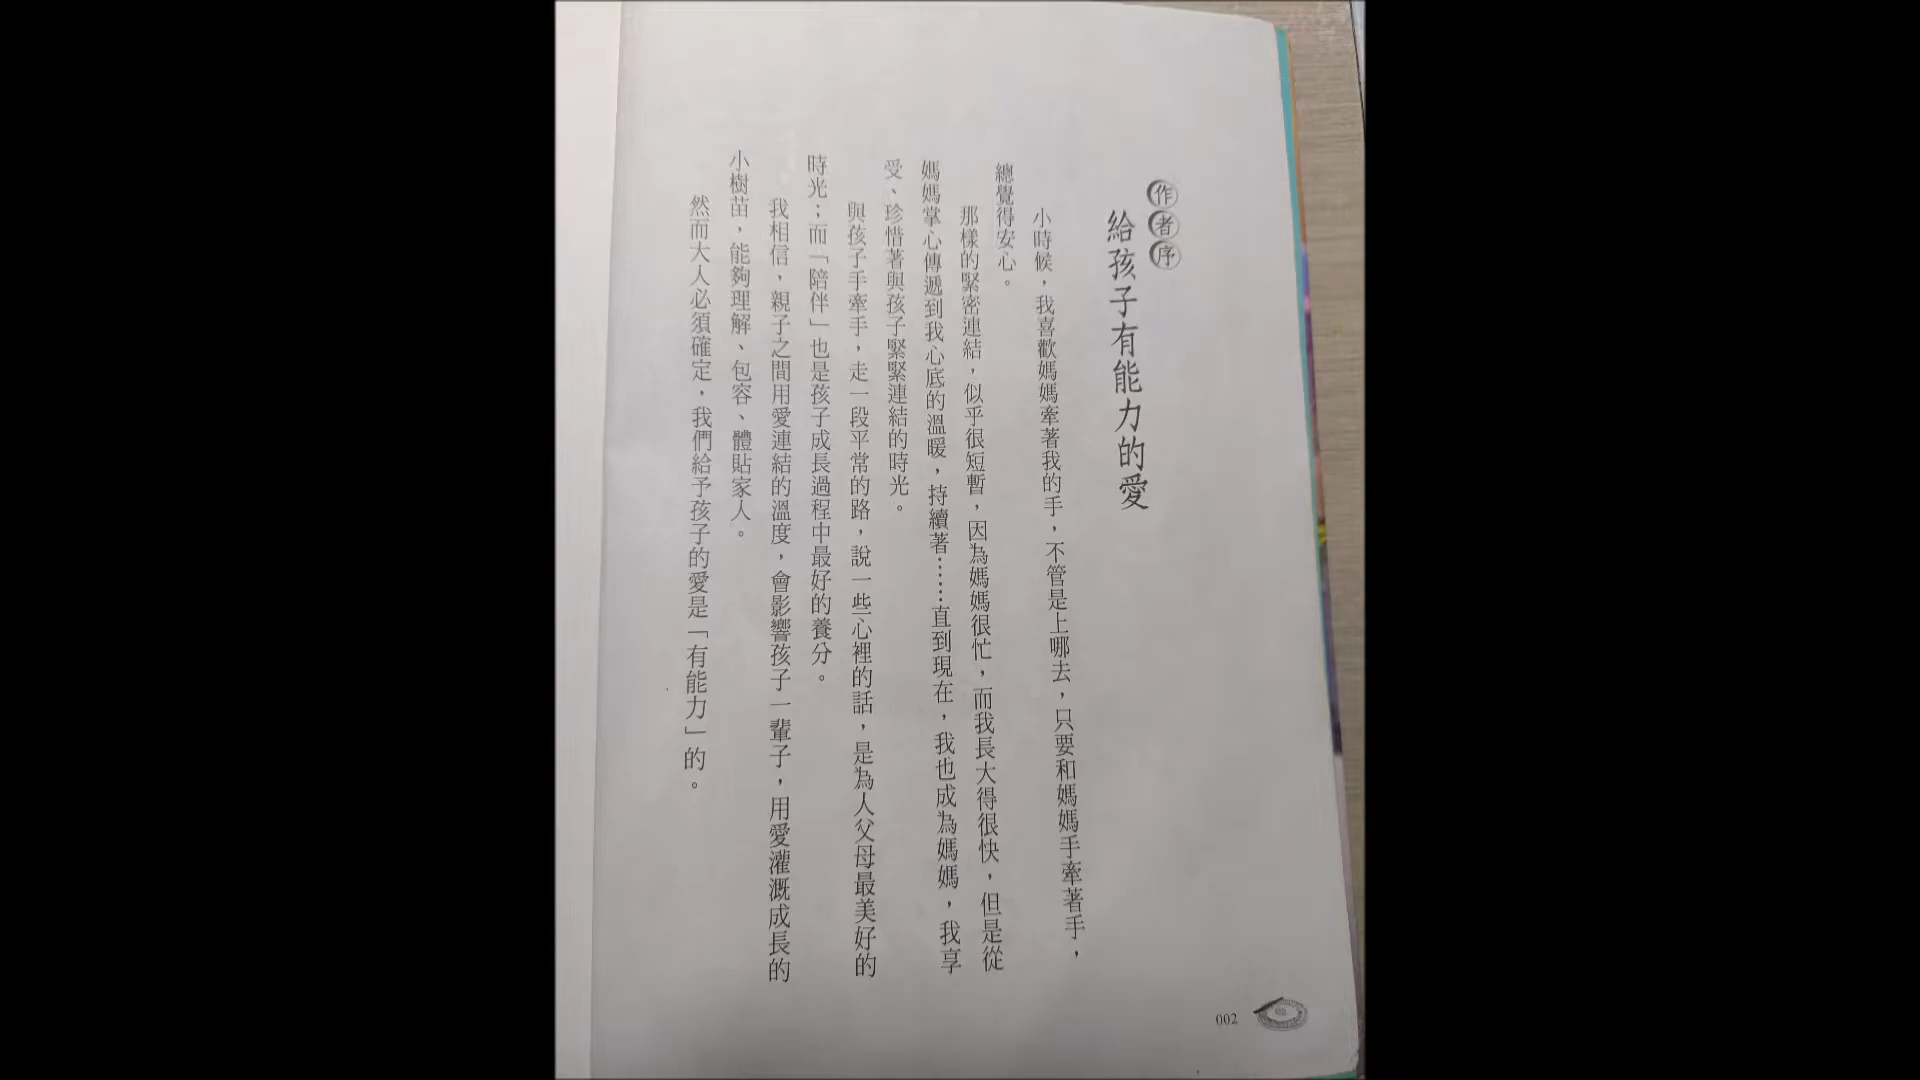 作者序
給孩子有能力的愛
小時候，我喜歡媽媽牽著我的手，不管是上哪去，只要和媽媽手牽著手，
總覺得安心。
那樣的緊密連結，似乎很短暫，因為媽媽很忙，而我長大得很快，但是從
媽媽掌心傳遞到我心底的溫暖，持續著……直到現在，我也成為媽媽，我享
受、珍惜著與孩子緊緊連結的時光。
與孩子手牽手，走一段平常的路，說一些心裡的話，是為人父母最美好的
時光；而「陪伴」也是孩子成長過程中最好的養分。
我相信，親子之間用愛連結的溫度，會影響孩子一輩子，用愛灌溉成長的
小樹苗，能夠理解、包容、體貼家人。
然而大人必須確定，我們給予孩子的愛是「有能力」的。
002